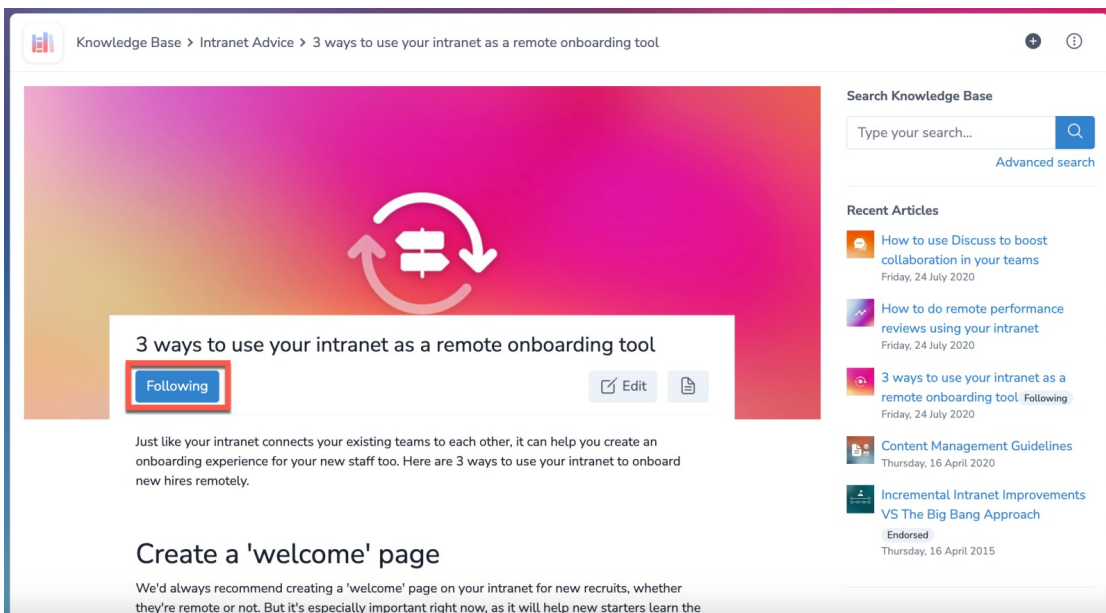 Knowledge Base > Intranet Advice > 3 ways to use your intranet as a remote onboarding tool
3 ways to use your intranet as a remote onboarding tool
Following
Edit
Just like your intranet connects your existing teams to each other, it can help you create an
onboarding experience for your new staff too. Here are 3 ways to use your intranet to onboard
new hires remotely.
Create a 'welcome' page
We'd always recommend creating a 'welcome' page on your intranet for new recruits, whether
they're remote or not. But it's especially important right now, as it will help new starters learn the
Search Knowledge Base
Type your search...
Advanced search
Recent Articles
How to use Discuss to boost
collaboration in your teams
Friday, 24 July 2020
How to do remote performance
reviews using your intranet
Friday, 24 July 2020
3 ways to use your intranet as a
remote onboarding tool Following
Friday, 24 July 2020
Content Management Guidelines
Thursday, 16 April 2020
Incremental Intranet Improvements
VS The Big Bang Approach
Endorsed
Thursday, 16 April 2015